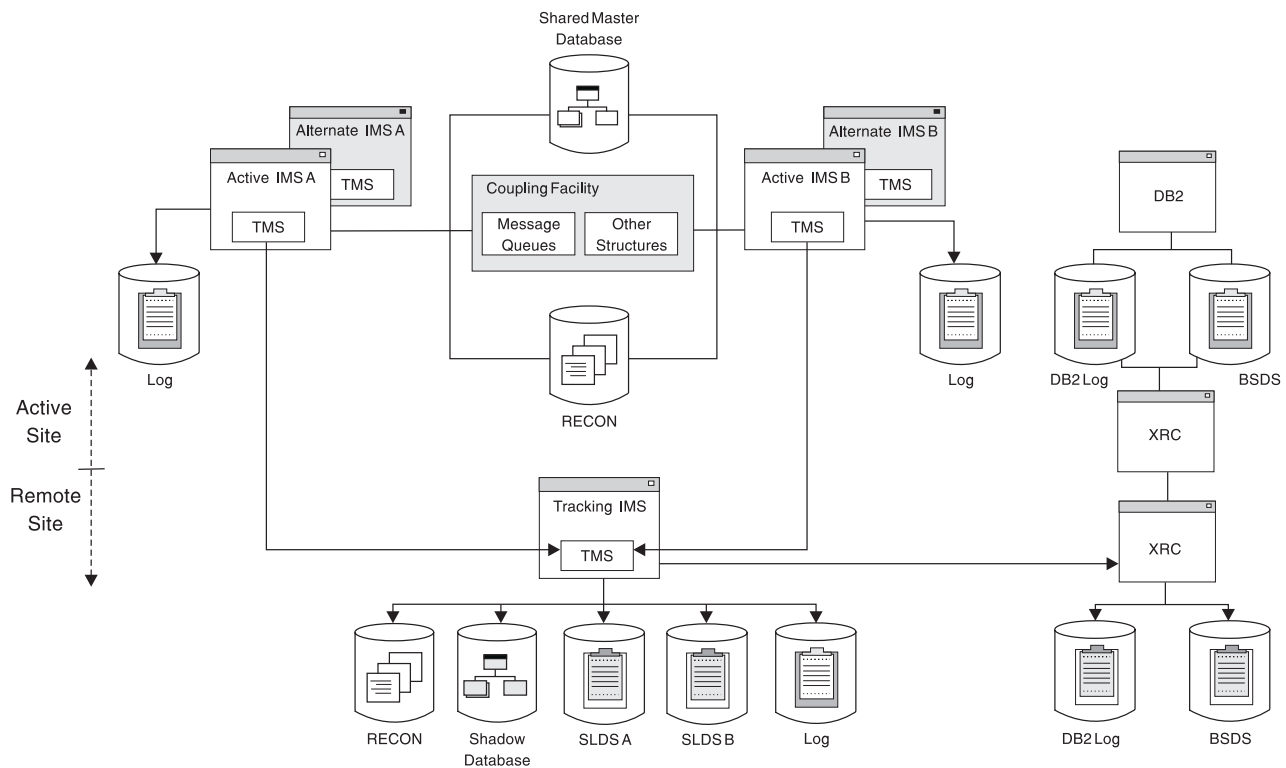 Shared Master
Database
Alternate IMS A
TMS
Active IMS A
TMS
Coupling Facility
Message
Queues
Other
Structures
Alternate IMS B
TMS
Active IMS B
TMS
DB2
Log
RECON
Log
DB2 Log
BSDS
Active
Site
XRC
Remote
Site
Tracking IMS
TMS
XRC
RECON
Shadow
Database
SLDS A
SLDS B
Log
DB2 Log
BSDS